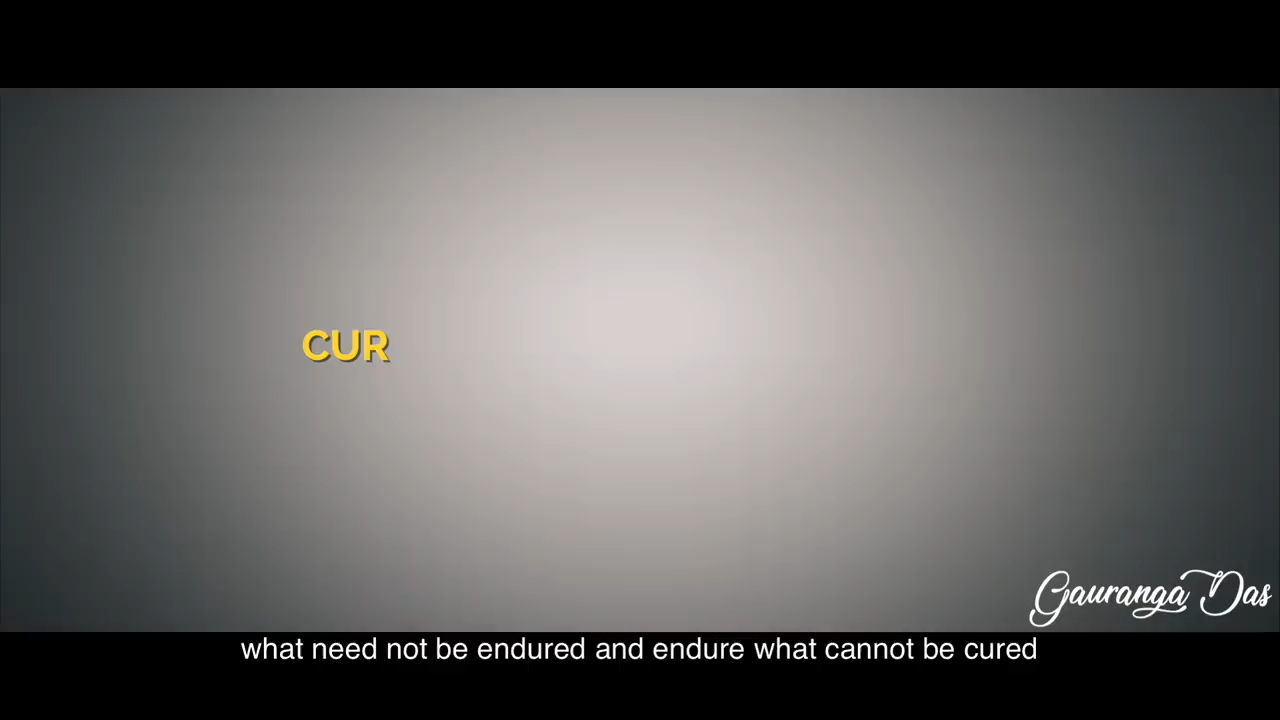 CUR
Gauranga Das
what need not be endured and endure what cannot be cured